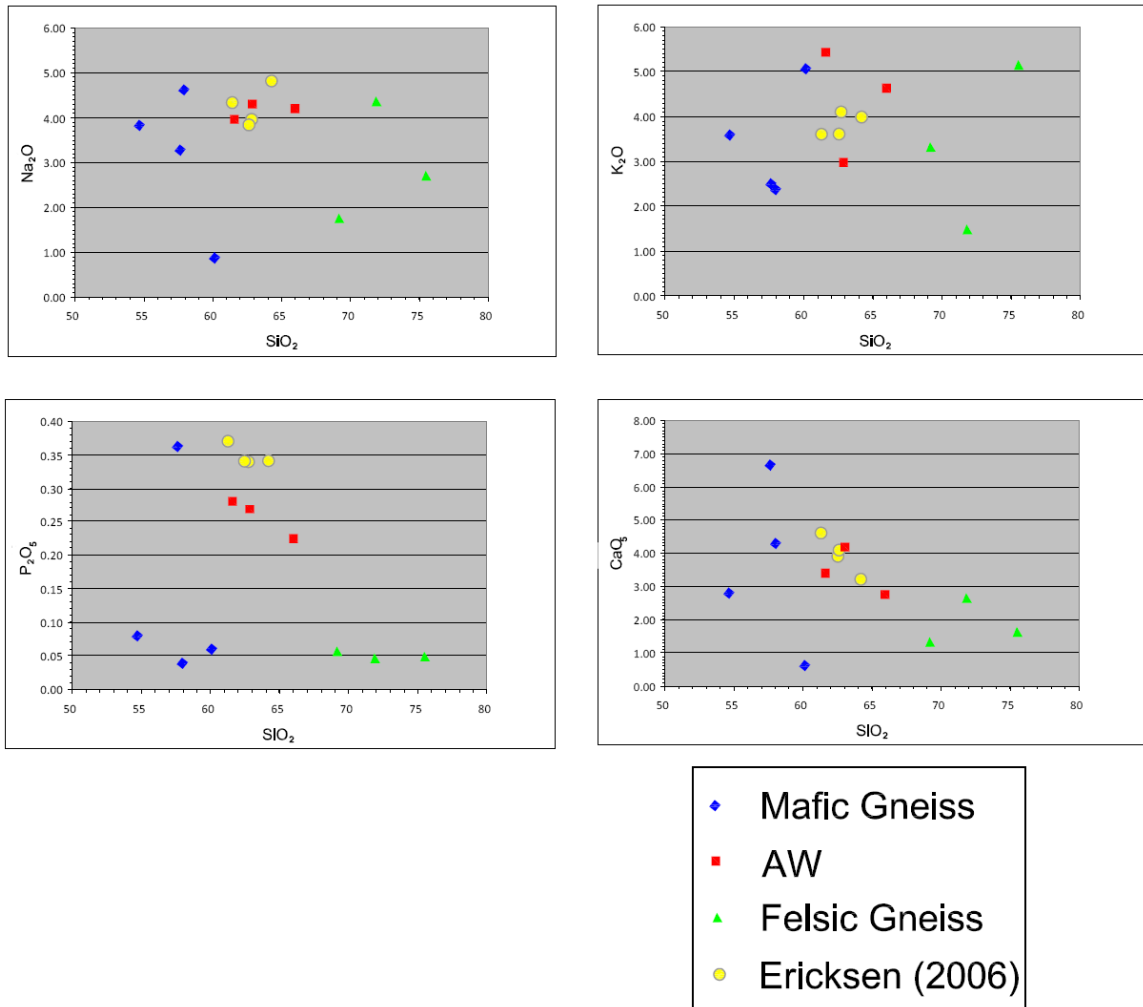 6.00
5.00
4.00
3.00
2.00
1.00
0.00
Na₂O
50 55 60 65 70 75 80
SiO₂
6.00
5.00
4.00
3.00
2.00
1.00
0.00
K₂O
50 55 60 65 70 75 80
SiO₂
0.40
0.35
0.30
0.25
0.20
0.15
0.10
0.05
0.00
P₂O₅
50 55 60 65 70 75 80
SIO₂
8.00
7.00
6.00
5.00
4.00
3.00
2.00
1.00
0.00
CaO₅
50 55 60 65 70 75 80
SIO₂
Mafic Gneiss
AW
Felsic Gneiss
Ericksen (2006)